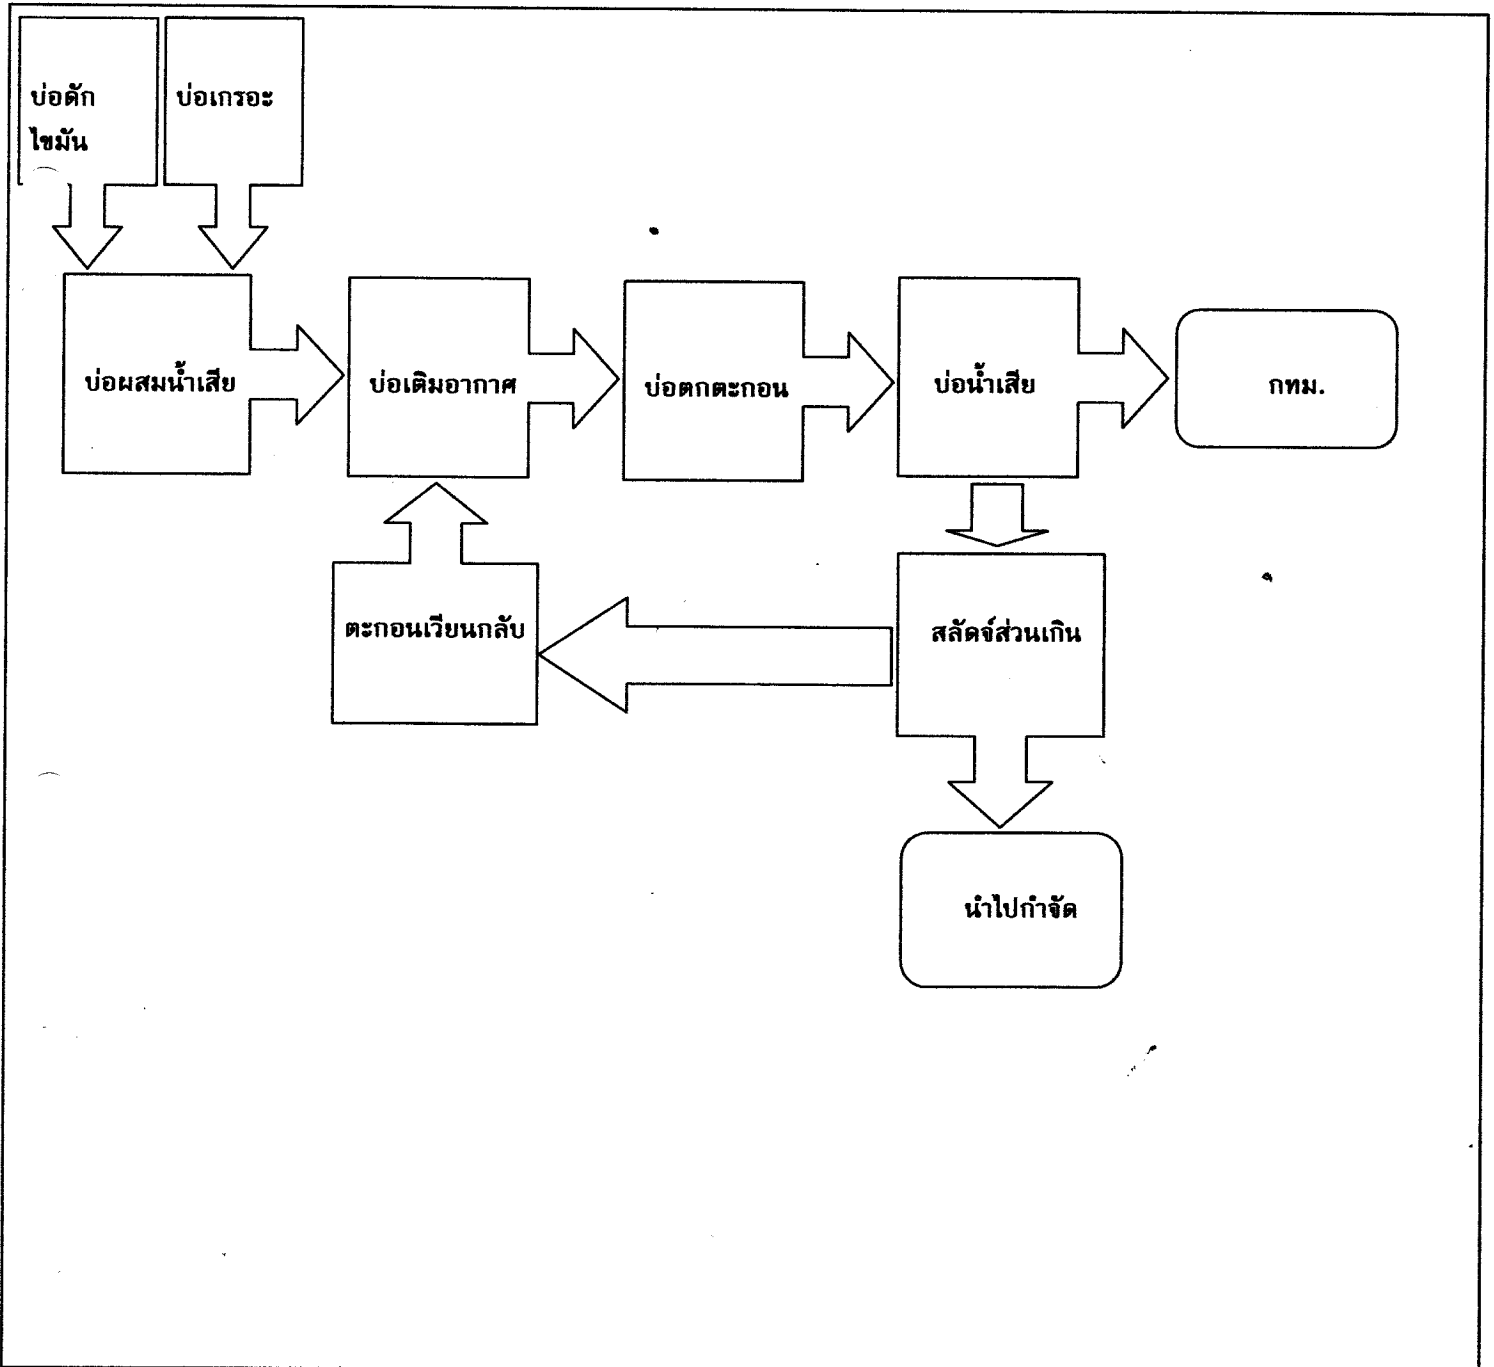 บ่อดัก
ไขมัน
บ่อเกรอะ
บ่อผสมน้ำเสีย
บ่อเติมอากาศ
บ่อตกตะกอน
บ่อน้ำเสีย
กทม.
ตะกอนเวียนกลับ
สลัดจ์ส่วนเกิน
นำไปกำจัด